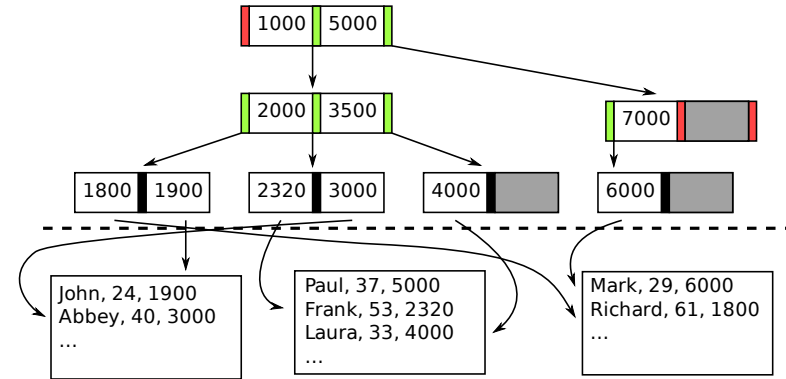 1000 5000
2000 3500
7000
1800 1900
2320 3000
4000
6000
John, 24, 1900
Abbey, 40, 3000
...
Paul, 37, 5000
Frank, 53, 2320
Laura, 33, 4000
...
Mark, 29, 6000
Richard, 61, 1800
...